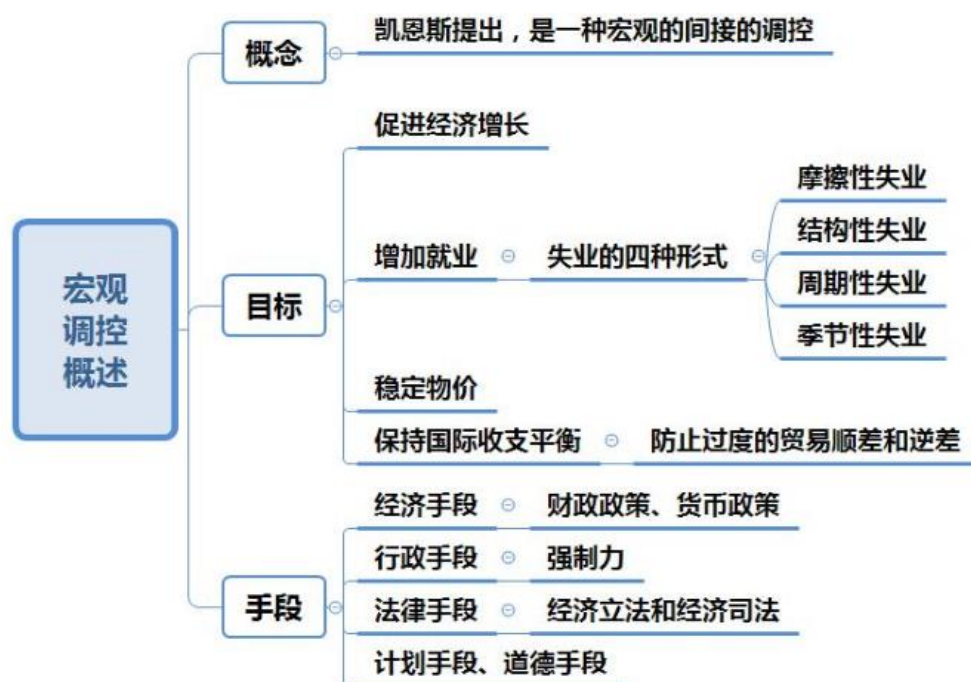 宏观
调控
概述
概念
凯恩斯提出，是一种宏观的间接的调控
目标
促进经济增长
增加就业
失业的四种形式
摩擦性失业
结构性失业
周期性失业
季节性失业
稳定物价
保持国际收支平衡
防止过度的贸易顺差和逆差
手段
经济手段
财政政策、货币政策
行政手段
强制力
法律手段
经济立法和经济司法
计划手段、道德手段